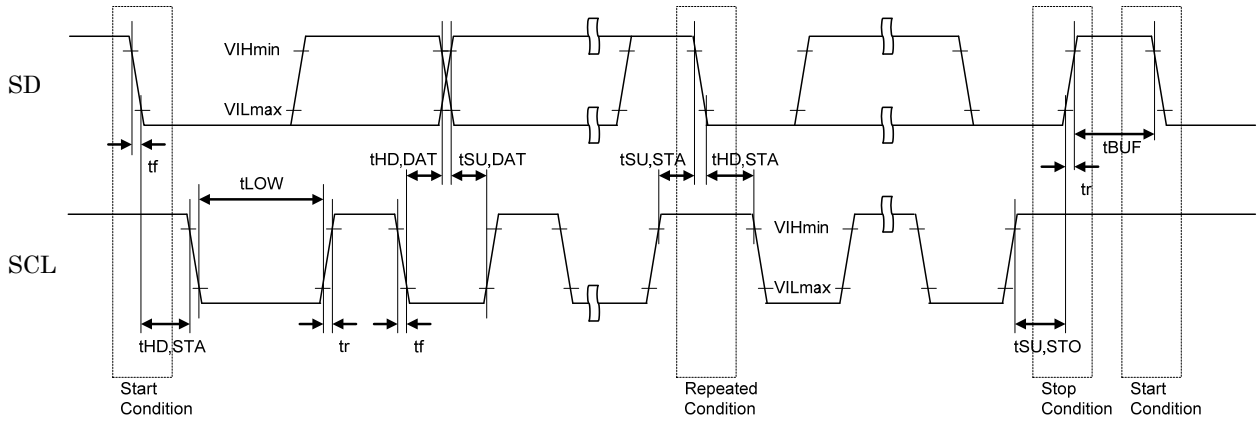 SD
VIHmin
VILmax
tf
tHD,DAT
tSU,DAT
tSU,STA
tHD,STA
tBUF
tr
tLOW
SCL
VIHmin
VILmax
tHD,STA
tr
tf
tSU,STO
Start
Condition
Repeated
Condition
Stop
Condition
Start
Condition